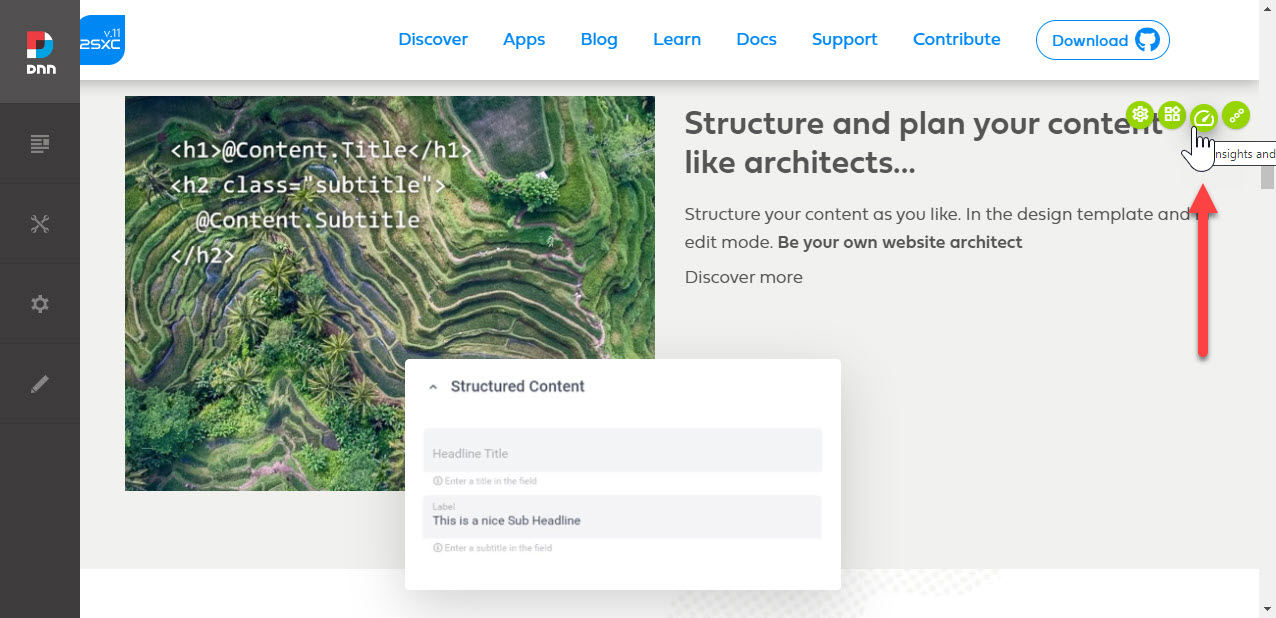 Dnn
v.11
2sxc
Discover
Apps
Blog
Learn
Docs
Support
Contribute
Download
<h1>@Content.Title</h1>
<h2 class="subtitle">
@Content.Subtitle
</h2>
Structure and plan your content
like architects...
nsights and
Structure your content as you like. In the design template and
edit mode. Be your own website architect
Discover more
Structured Content
Headline Title
Enter a title in the field
Label
This is a nice Sub Headline
Enter a subtitle in the field